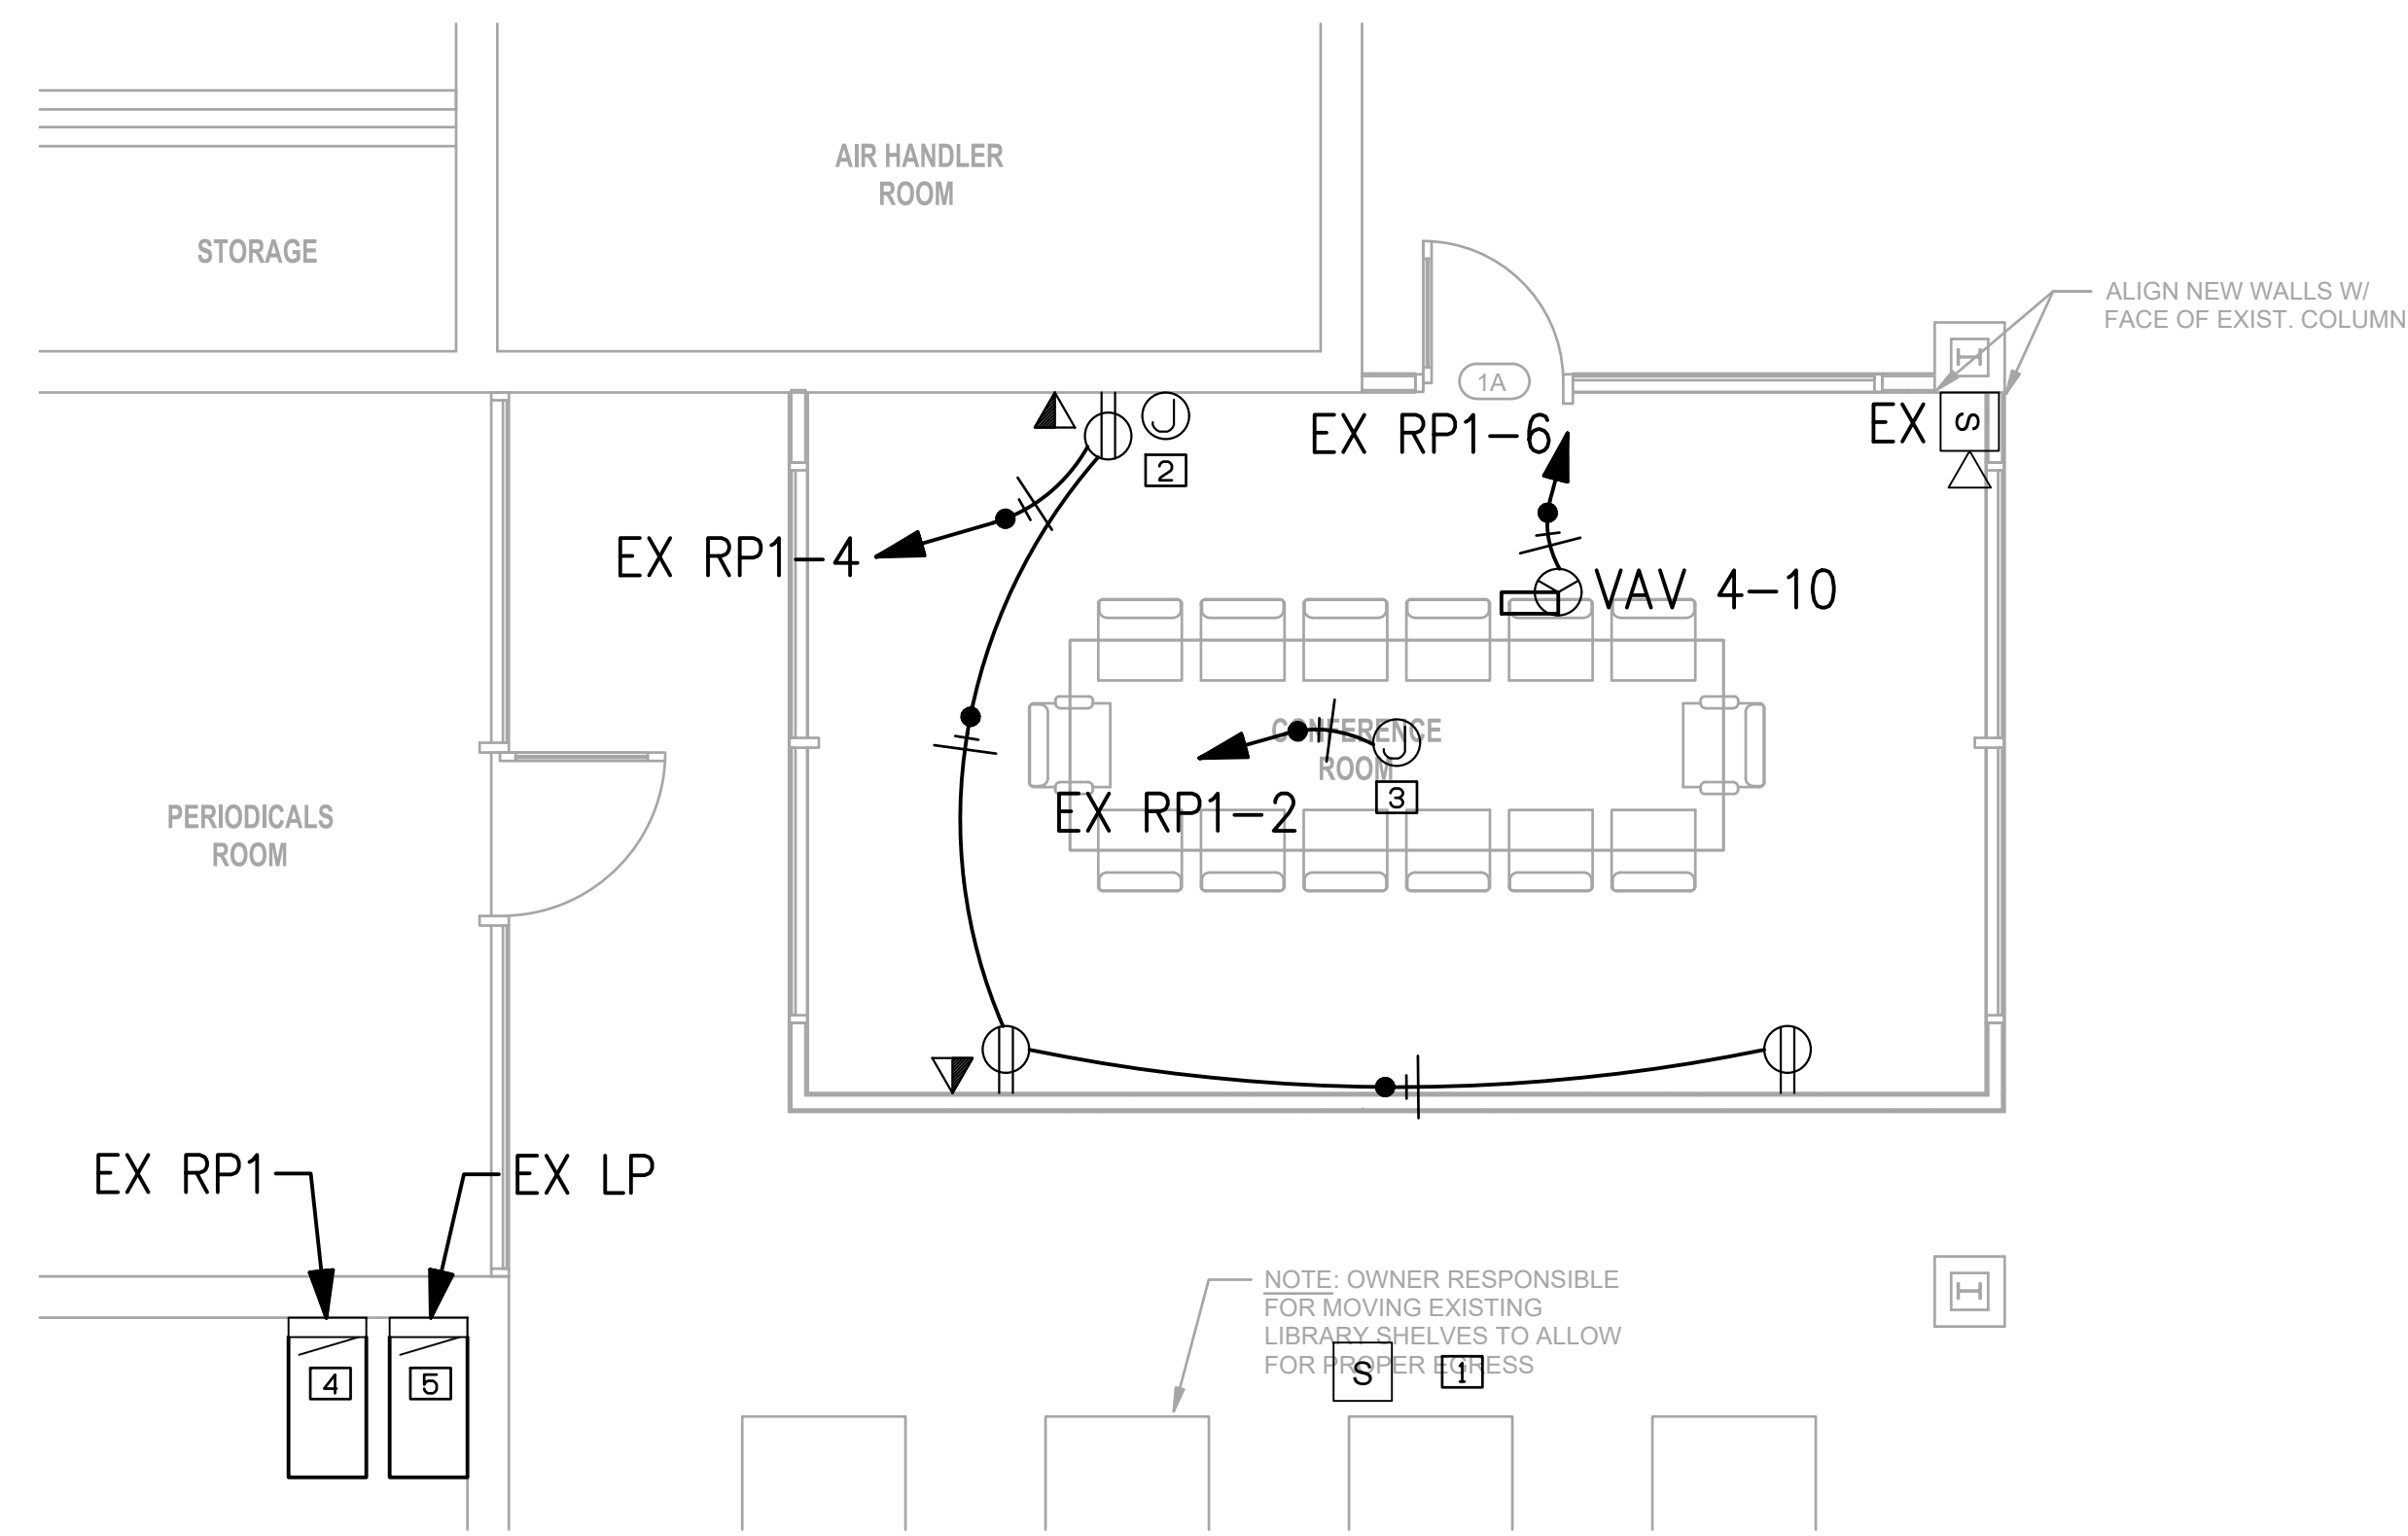 AIR HANDLER
ROOM
STORAGE
ALIGN NEW WALLS W/
FACE OF EXIST. COLUMN
1A
J
2
EX RP1-6
EX
S
EX RP1-4
VAV 4-10
CONFERENCE
ROOM
J
3
EX RP1-2
PERIODICALS
ROOM
EX RP1
EX LP
NOTE: OWNER RESPONSIBLE
FOR MOVING EXISTING
LIBRARY SHELVES TO ALLOW
FOR PROPER EGRESS
S
1
4
5